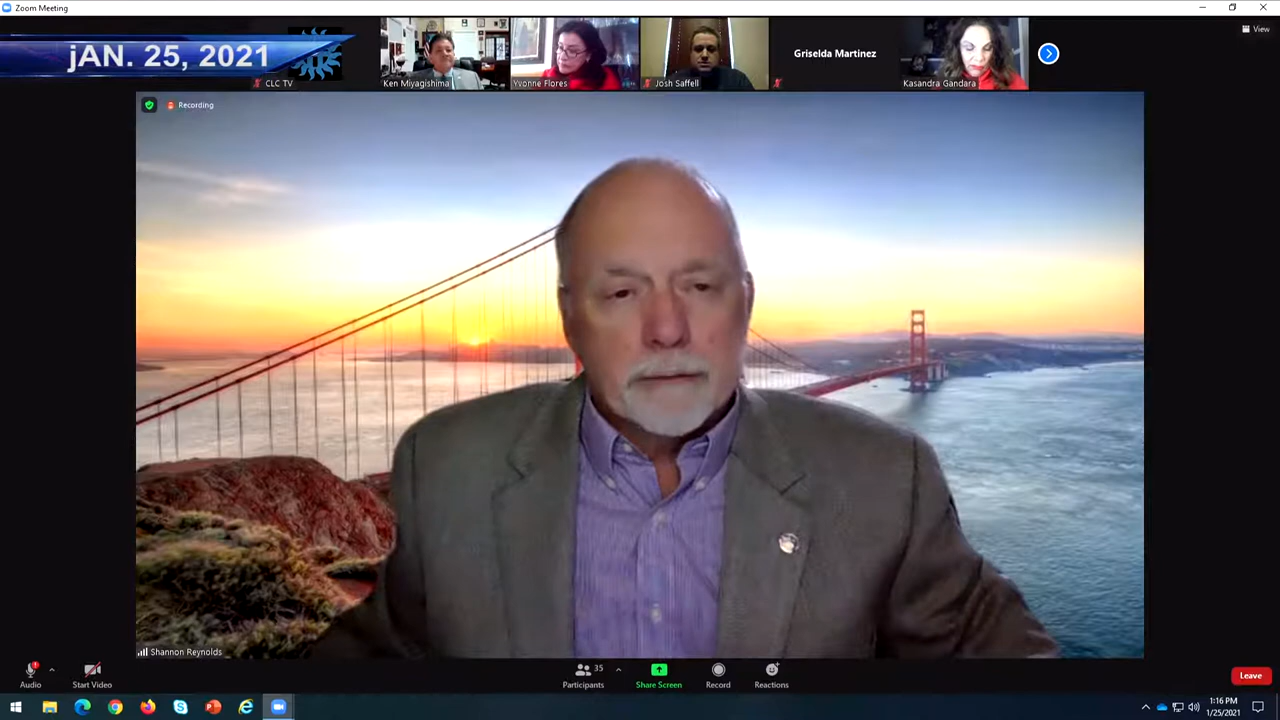 Zoom Meeting
jAN. 25, 2021
CLC TV
Ken Miyagishima
Yvonne Flores
Josh Saffell
Griselda Martinez
Kasandra Gandara
View
Recording
Shannon Reynolds
Audio
Start Video
Participants
35
Share Screen
Record
Reactions
Leave
1:16 PM
1/25/2021